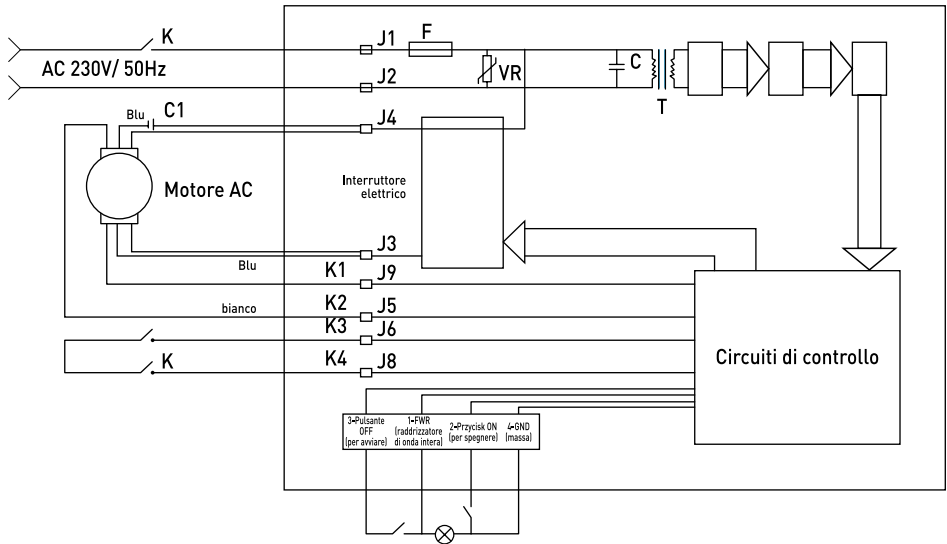 K
J1
F
AC 230V/ 50Hz
J2
VR
C
T
Blu
C1
J4
Motore AC
Interruttore
elettrico
J3
Blu
K1
J9
bianco
K2
J5
K3
J6
K
K4
J8
Circuiti di controllo
3-Pulsante
OFF
(per avviare)
1-FWR
(raddrizzatore
di onda intera)
2-Przycisk ON
(per spegnere)
4-GND
(massa)